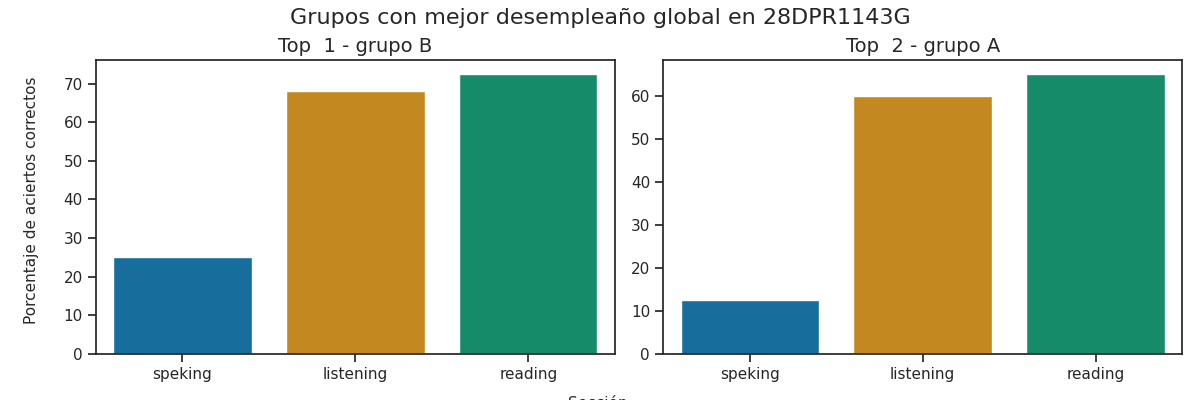 Grupos con mejor desempleaño global en 28DPR1143G
Top 1 - grupo B
Top 2 - grupo A
Porcentaje de aciertos correctos
70
60
50
40
30
20
10
0
speking
listening
reading
60
50
40
30
20
10
0
speking
listening
reading
Sección